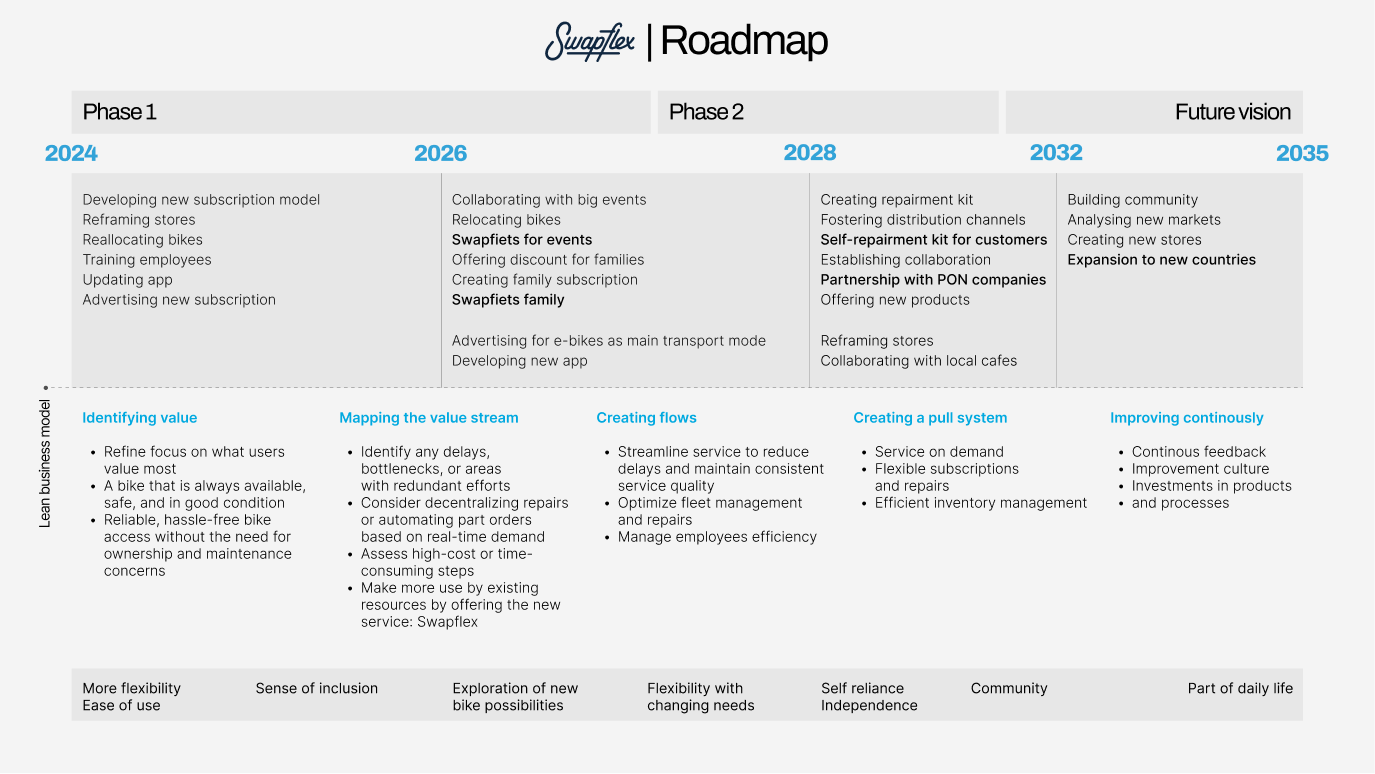 Swapflex | Roadmap
Phase 1
Phase 2
Future vision
2024
2026
2028
2032
2035
Developing new subscription model
Reframing stores
Reallocating bikes
Training employees
Updating app
Advertising new subscription
Collaborating with big events
Relocating bikes
Swapfiets for events
Offering discount for families
Creating family subscription
Swapfiets family
Advertising for e-bikes as main transport mode
Developing new app
Creating repairment kit
Fostering distribution channels
Self-repairment kit for customers
Establishing collaboration
Partnership with PON companies
Offering new products
Reframing stores
Collaborating with local cafes
Building community
Analysing new markets
Creating new stores
Expansion to new countries
Lean business model
Identifying value
• Refine focus on what users
value most
• A bike that is always available,
safe, and in good condition
• Reliable, hassle-free bike
access without the need for
ownership and maintenance
concerns
Mapping the value stream
• Identify any delays,
bottlenecks, or areas
with redundant efforts
• Consider decentralizing repairs
or automating part orders
based on real-time demand
• Assess high-cost or time-
consuming steps
• Make more use by existing
resources by offering the new
service: Swapflex
Creating flows
• Streamline service to reduce
delays and maintain consistent
service quality
• Optimize fleet management
and repairs
• Manage employees efficiency
Creating a pull system
• Service on demand
• Flexible subscriptions
and repairs
• Efficient inventory management
Improving continously
• Continous feedback
• Improvement culture
• Investments in products
• and processes
More flexibility
Ease of use
Sense of inclusion
Exploration of new
bike possibilities
Flexibility with
changing needs
Self reliance
Independence
Community
Part of daily life